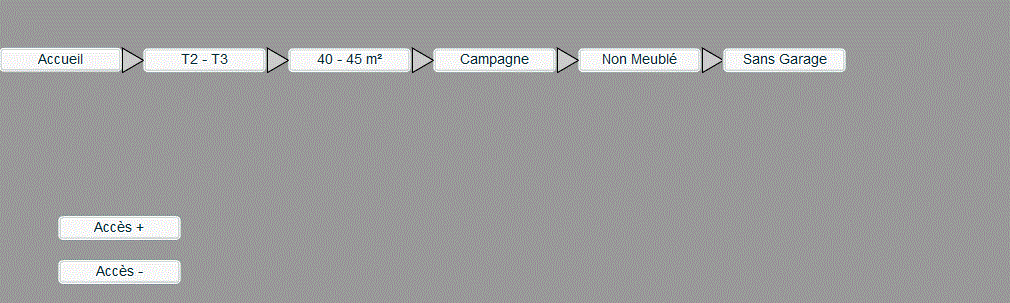 Accueil T2 - T3 40 - 45 m² Campagne Non Meublé Sans Garage
Accès +
Accès -